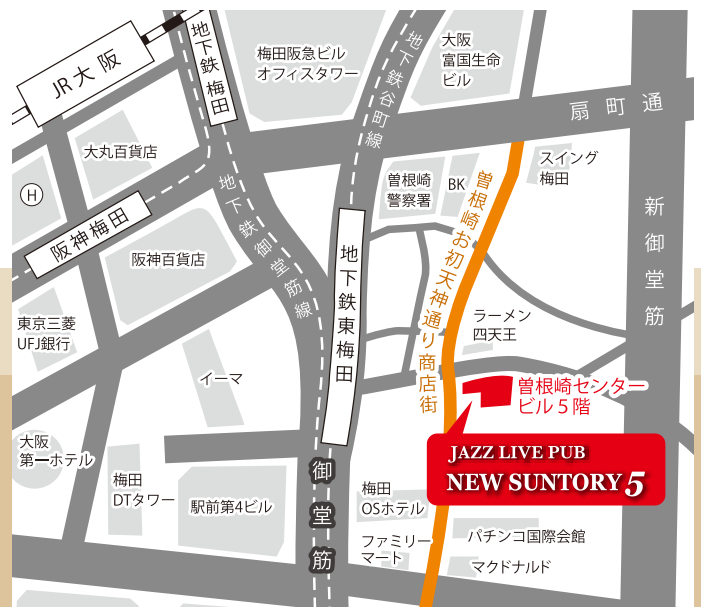 JR大阪
地下鉄梅田
梅田阪急ビル
オフィスタワー
地下鉄谷町線
大阪
富国生命
ビル
扇町通
大丸百貨店
H
阪神梅田
地下鉄御堂筋線
曽根崎
警察署
BK
曽根崎お初天神通り商店街
スイング
梅田
新御堂筋
阪神百貨店
地下鉄東梅田
東京三菱
UFJ銀行
イーマ
ラーメン
四天王
曽根崎センター
ビル5階
JAZZ LIVE PUB
NEW SUNTORY 5
大阪
第一ホテル
梅田
DTタワー
駅前第4ビル
御堂筋
梅田
OSホテル
ファミリー
マート
パチンコ国際会館
マクドナルド